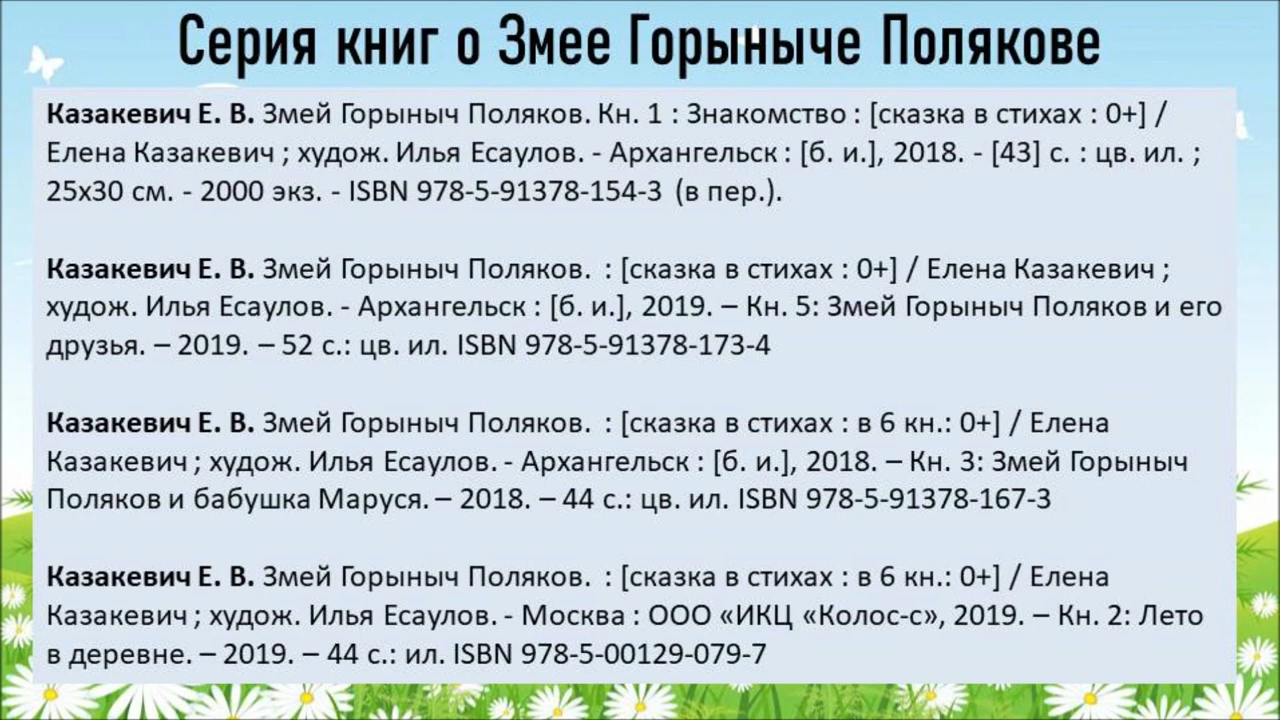 Серия книг о Змее Горыныче Полякове
Казакевич Е. В. Змей Горыныч Поляков. Кн. 1 : Знакомство : [сказка в стихах : 0+] /
Елена Казакевич ; худож. Илья Есаулов. - Архангельск : [б. и.], 2018. - [43] с. : цв. ил. ;
25х30 см. - 2000 экз. - ISBN 978-5-91378-154-3 (в пер.).
Казакевич Е. В. Змей Горыныч Поляков. : [сказка в стихах : 0+] / Елена Казакевич ;
худож. Илья Есаулов. - Архангельск : [б. и.], 2019. – Кн. 5: Змей Горыныч Поляков и его
друзья. – 2019. – 52 с.: цв. ил. ISBN 978-5-91378-173-4
Казакевич Е. В. Змей Горыныч Поляков. : [сказка в стихах : в 6 кн.: 0+] / Елена
Казакевич ; худож. Илья Есаулов. - Архангельск : [б. и.], 2018. – Кн. 3: Змей Горыныч
Поляков и бабушка Маруся. – 2018. – 44 с.: цв. ил. ISBN 978-5-91378-167-3
Казакевич Е. В. Змей Горыныч Поляков. : [сказка в стихах : в 6 кн.: 0+] / Елена
Казакевич ; худож. Илья Есаулов. - Москва : ООО «ИКЦ «Колос-с», 2019. – Кн. 2: Лето
в деревне. – 2019. – 44 с.: ил. ISBN 978-5-00129-079-7